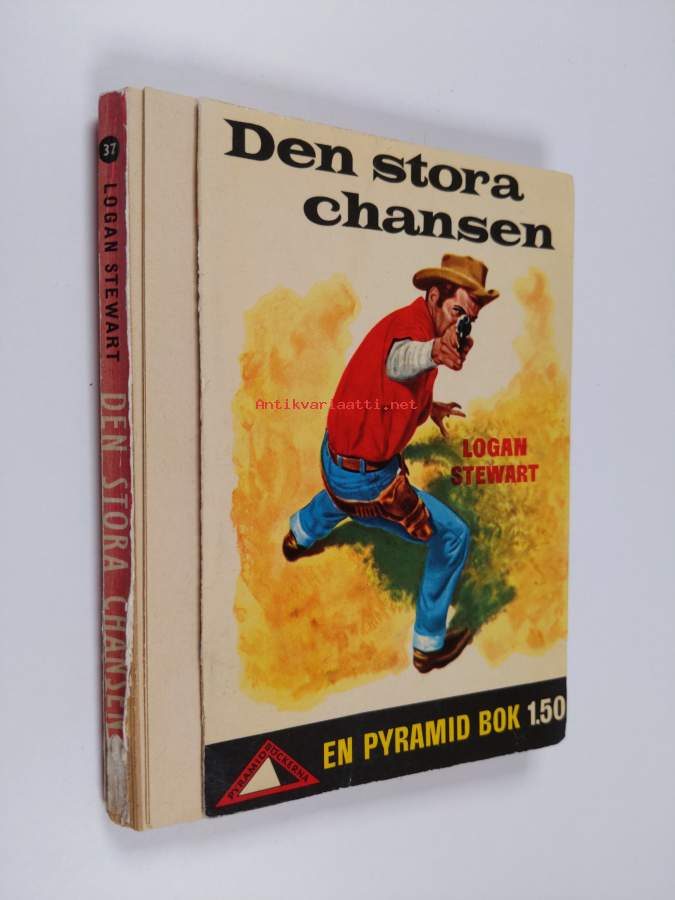 37
LOGAN STEWART
DEN STORA CHANSEN
Den stora
chansen
Antikvariaatti.net
LOGAN
STEWART
PYRAMIDBÖCKERNA
EN PYRAMID BOK 1.50